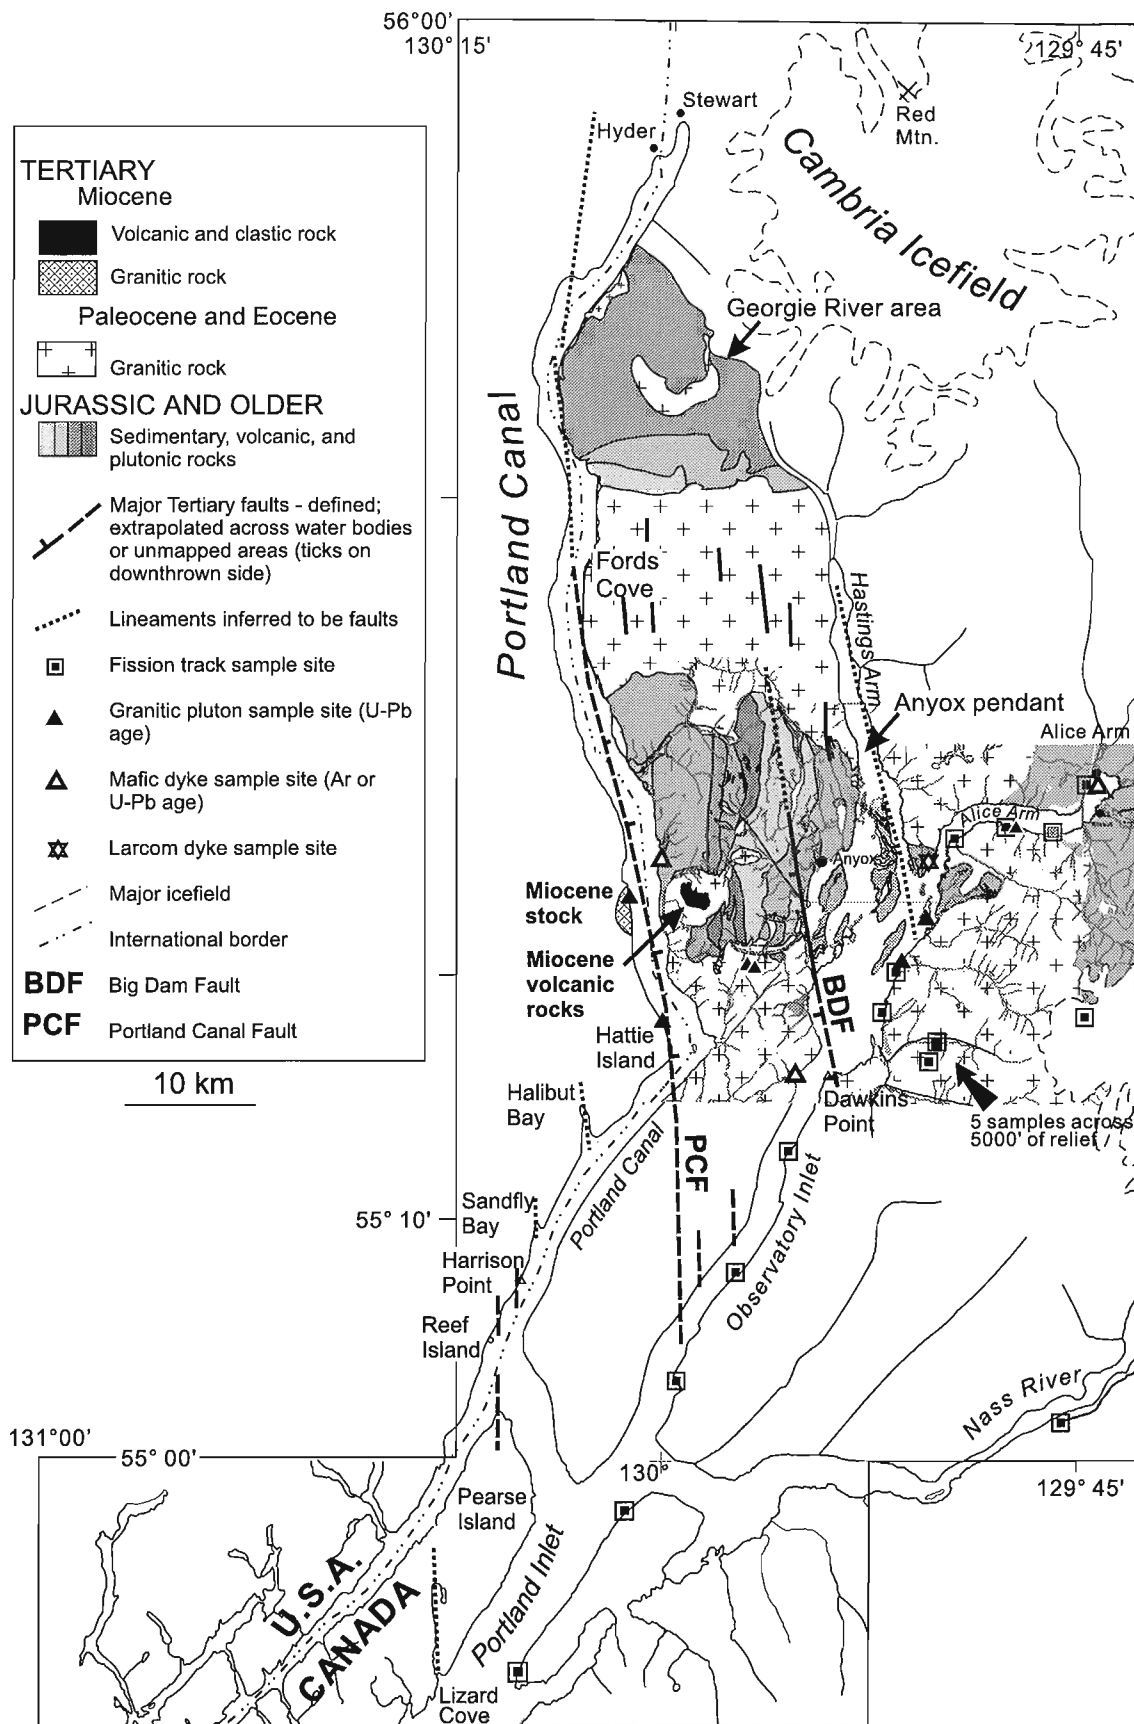 56°00'
130° 15'
129° 45'
Stewart
Hyder
Red
Mtn.
Cambria Icefield
TERTIARY
Miocene
Volcanic and clastic rock
Granitic rock
Paleocene and Eocene
Granitic rock
JURASSIC AND OLDER
Sedimentary, volcanic, and
plutonic rocks
Major Tertiary faults - defined;
extrapolated across water bodies
or unmapped areas (ticks on
downthrown side)
Lineaments inferred to be faults
Fission track sample site
Granitic pluton sample site (U-Pb
age)
Mafic dyke sample site (Ar or
U-Pb age)
Larcom dyke sample site
Major icefield
International border
BDF Big Dam Fault
PCF Portland Canal Fault
10 km
Georgie River area
Portland Canal
Fords
Cove
Hastings Arm
Anyox pendant
Alice Arm
Alice Arm
Anyox
Miocene
stock
Miocene
volcanic
rocks
BDF
Hattie
Island
Halibut
Bay
Dawkins
Point
5 samples across
5000' of relief
PCF
Portland Canal
Sandfly
Bay
55° 10'
Harrison
Point
Observatory Inlet
Reef
Island
Nass River
131°00'
55° 00'
130°
129° 45'
Pearse
Island
Portland Inlet
U.S.A.
CANADA
Lizard
Cove